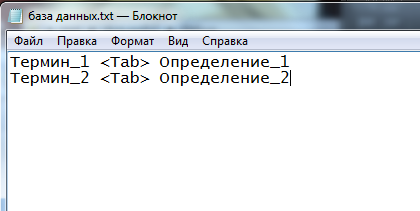 база данных.txt — Блокнот
Файл Правка Формат Вид Справка
Термин_1 <Tab> Определение_1
Термин_2 <Tab> Определение_2